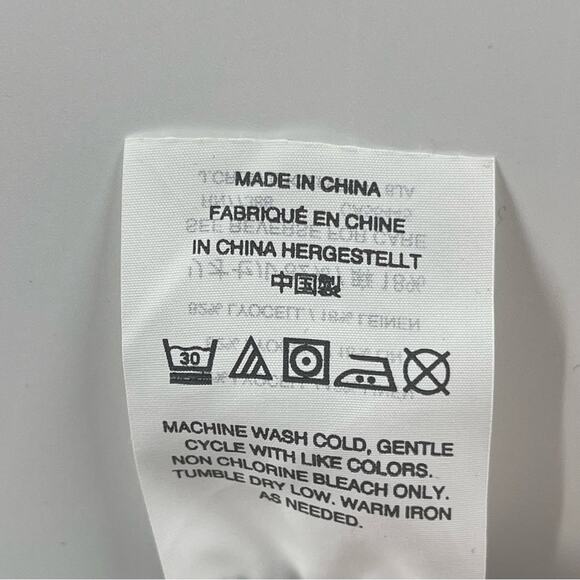 MADE IN CHINA
FABRIQUÉ EN CHINE
IN CHINA HERGESTELLT
中国製
30
MACHINE WASH COLD, GENTLE
CYCLE WITH LIKE COLORS.
NON CHLORINE BLEACH ONLY.
TUMBLE DRY LOW. WARM IRON
AS NEEDED.